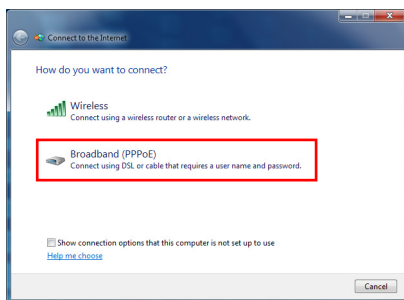 Connect to the Internet
How do you want to connect?
Wireless
Connect using a wireless router or a wireless network.
Broadband (PPPoE)
Connect using DSL or cable that requires a user name and password.
Show connection options that this computer is not set up to use
Help me choose
Cancel